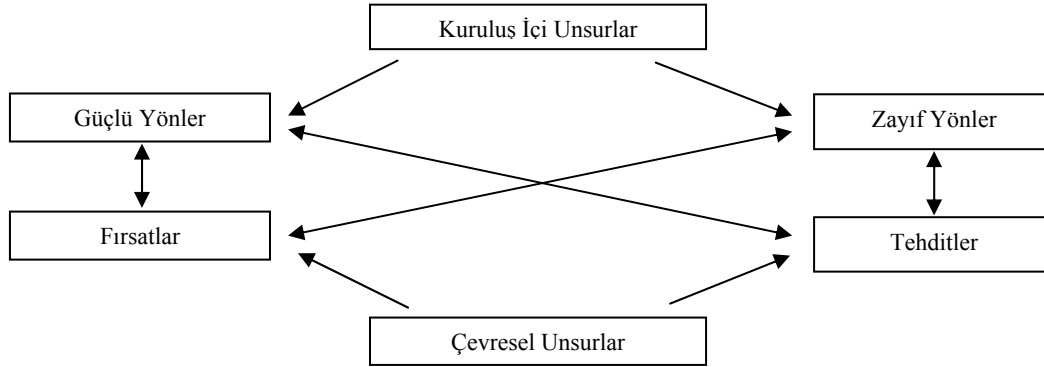 Kuruluş İçi Unsurlar
Güçlü Yönler
Zayıf Yönler
Fırsatlar
Tehditler
Çevresel Unsurlar